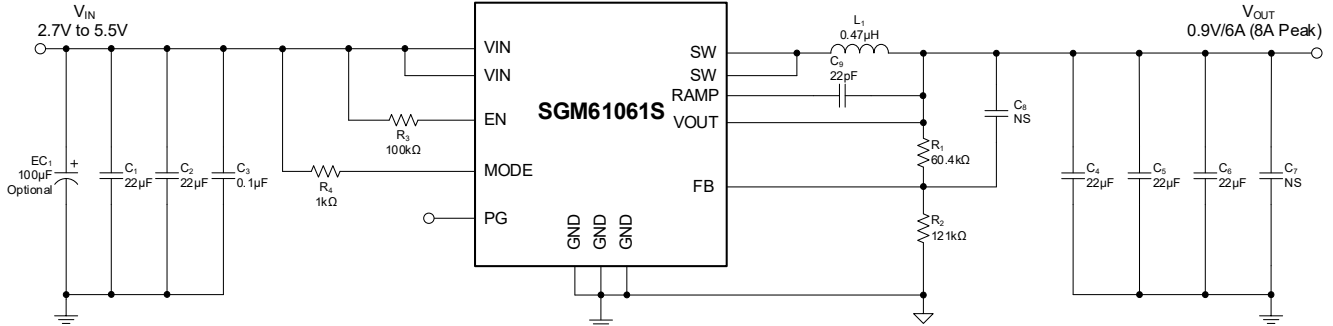 VIN
2.7V to 5.5V
EC1
100µF
Optional
+
C1
22µF
C2
22µF
C3
0.1µF
R3
100kΩ
R4
1kΩ
VIN
VIN
EN
MODE
PG
SGM61061S
GND
GND
GND
SW
SW
RAMP
VOUT
FB
L1
0.47µH
C9
22pF
R1
60.4kΩ
R2
121kΩ
C8
NS
C4
22µF
C5
22µF
C6
22µF
C7
NS
VOUT
0.9V/6A (8A Peak)